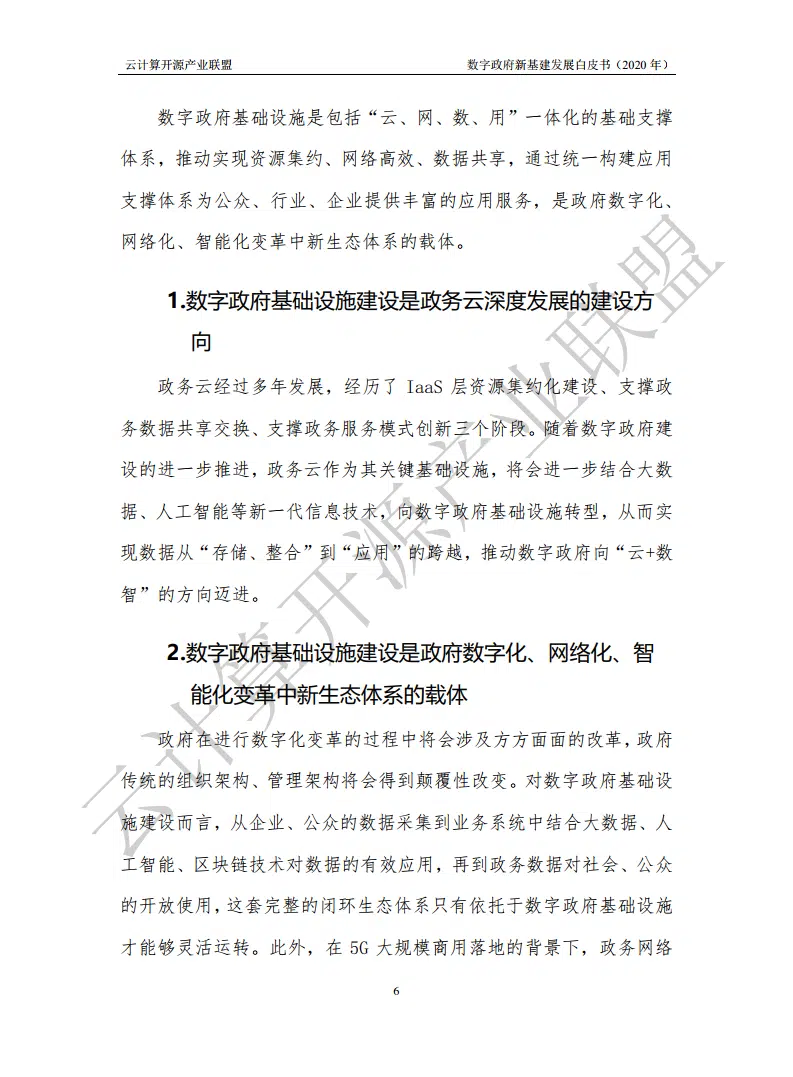 云计算开源产业联盟 数字政府新基建发展白皮书（2020 年）
数字政府基础设施是包括“云、网、数、用”一体化的基础支撑
体系，推动实现资源集约、网络高效、数据共享，通过统一构建应用
支撑体系为公众、行业、企业提供丰富的应用服务，是政府数字化、
网络化、智能化变革中新生态体系的载体。
1.数字政府基础设施建设是政务云深度发展的建设方
向
政务云经过多年发展，经历了 IaaS 层资源集约化建设、支撑政
务数据共享交换、支撑政务服务模式创新三个阶段。随着数字政府建
设的进一步推进，政务云作为其关键基础设施，将会进一步结合大数
据、人工智能等新一代信息技术，向数字政府基础设施转型，从而实
现数据从“存储、整合”到“应用”的跨越，推动数字政府向“云+数
智”的方向迈进。
2.数字政府基础设施建设是政府数字化、网络化、智
能化变革中新生态体系的载体
政府在进行数字化变革的过程中将会涉及方方面面的改革，政府
传统的组织架构、管理架构将会得到颠覆性改变。对数字政府基础设
施建设而言，从企业、公众的数据采集到业务系统中结合大数据、人
工智能、区块链技术对数据的有效应用，再到政务数据对社会、公众
的开放使用，这套完整的闭环生态体系只有依托于数字政府基础设施
才能够灵活运转。此外，在 5G 大规模商用落地的背景下，政务网络
6
云计算开源产业联盟